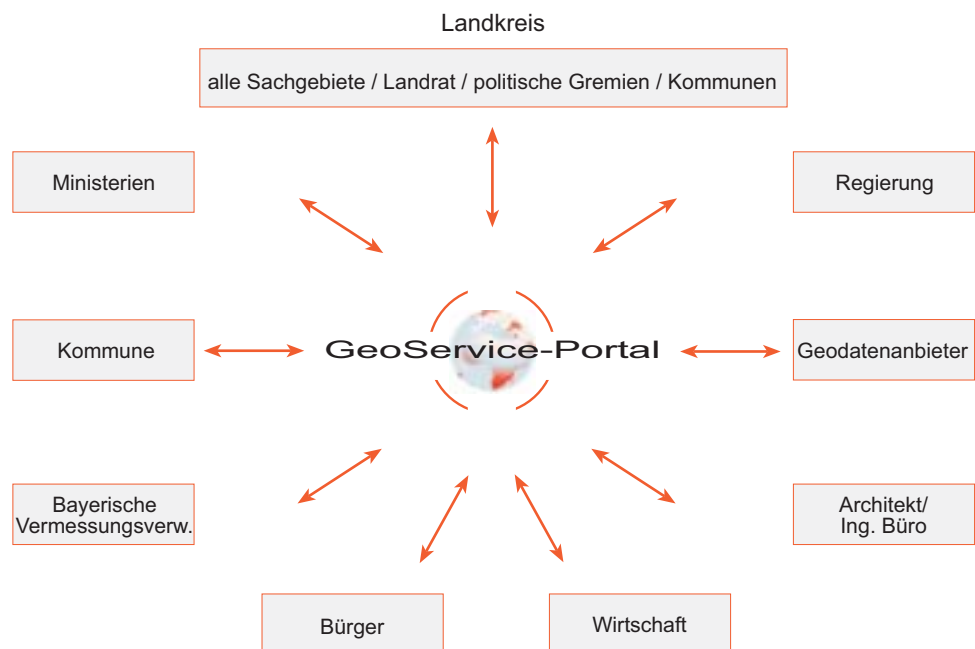 Landkreis
alle Sachgebiete / Landrat / politische Gremien / Kommunen
Ministerien
Regierung
Kommune
GeoService-Portal
Geodatenanbieter
Bayerische
Vermessungsverw.
Architekt/
Ing. Büro
Bürger
Wirtschaft